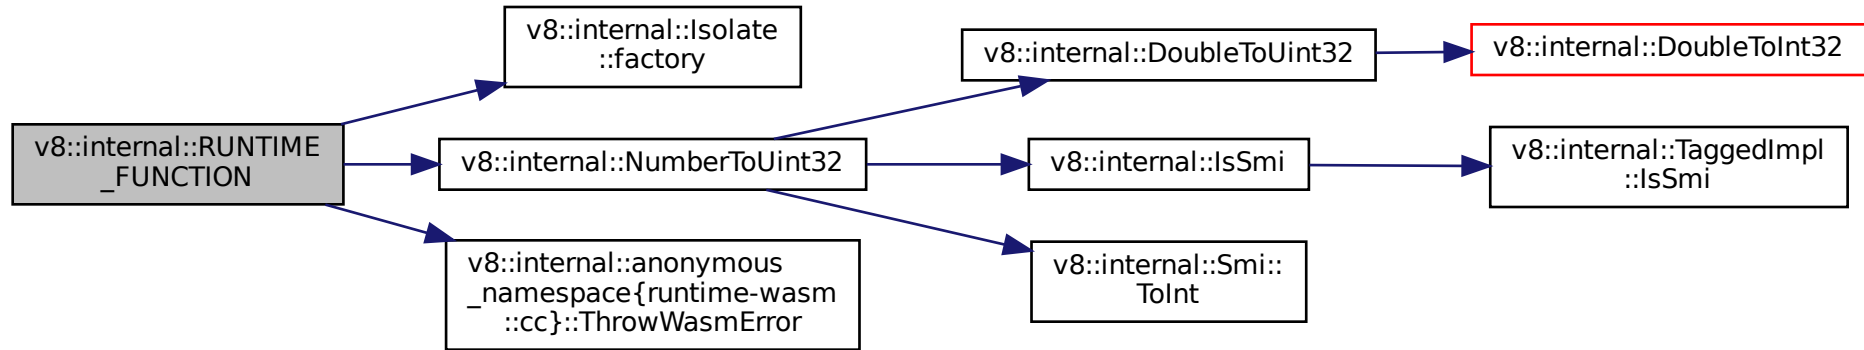 v8::internal::RUNTIME
_FUNCTION
v8::internal::Isolate
::factory
v8::internal::NumberToUint32
v8::internal::anonymous
_namespace{runtime-wasm
::cc}::ThrowWasmError
v8::internal::DoubleToUint32
v8::internal::IsSmi
v8::internal::Smi::
ToInt
v8::internal::DoubleToInt32
v8::internal::TaggedImpl
::IsSmi